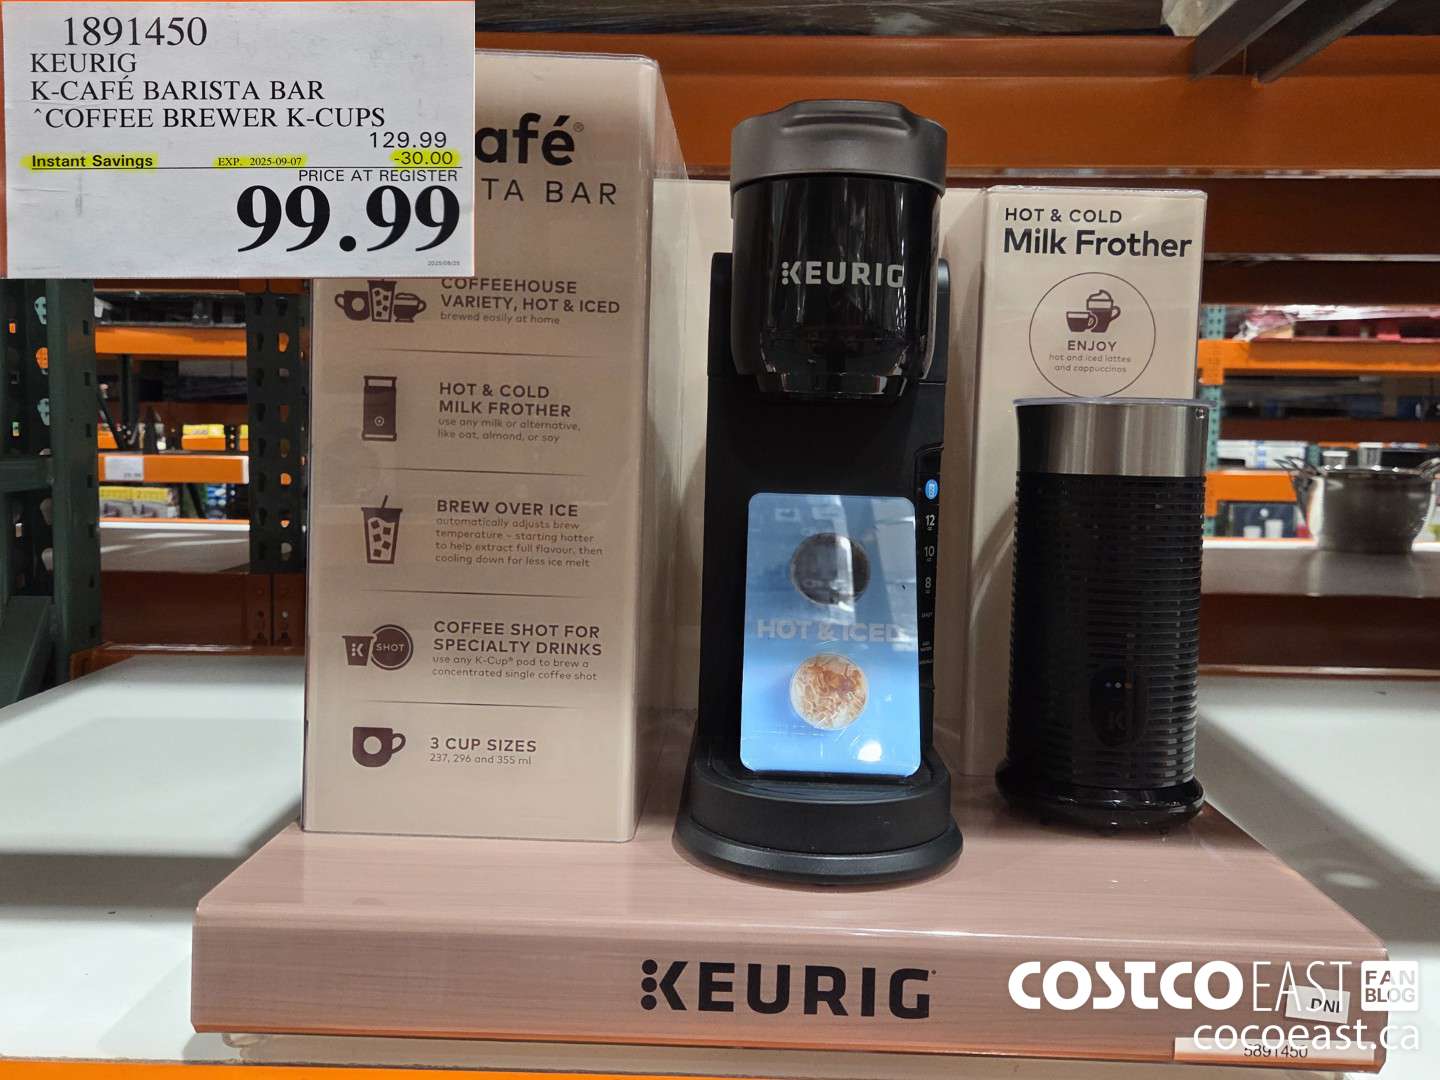 1891450
KEURIG
K-CAFÉ BARISTA BAR
^COFFEE BREWER K-CUPS
129.99
Instant Savings EXP. 2025-09-07 -30.00
PRICE AT REGISTER
99.99
afé®
TA BAR
COFFEEHOUSE
VARIETY, HOT & ICED
brewed easily at home
HOT & COLD
MILK FROTHER
use any milk or alternative,
like oat, almond, or soy
BREW OVER ICE
automatically adjusts brew
temperature – starting hotter
to help extract full flavour, then
cooling down for less ice melt
SHOT
COFFEE SHOT FOR
SPECIALTY DRINKS
use any K-Cup® pod to brew a
concentrated single coffee shot
3 CUP SIZES
237, 296 and 355 ml
KEURIG
12
10
8
HOT & ICED
HOT & COLD
Milk Frother
ENJOY
hot and iced lattes
and cappuccinos
KEURIG
COSTCO EAST FAN BLOG
DNI
cocoeast.ca
5891450